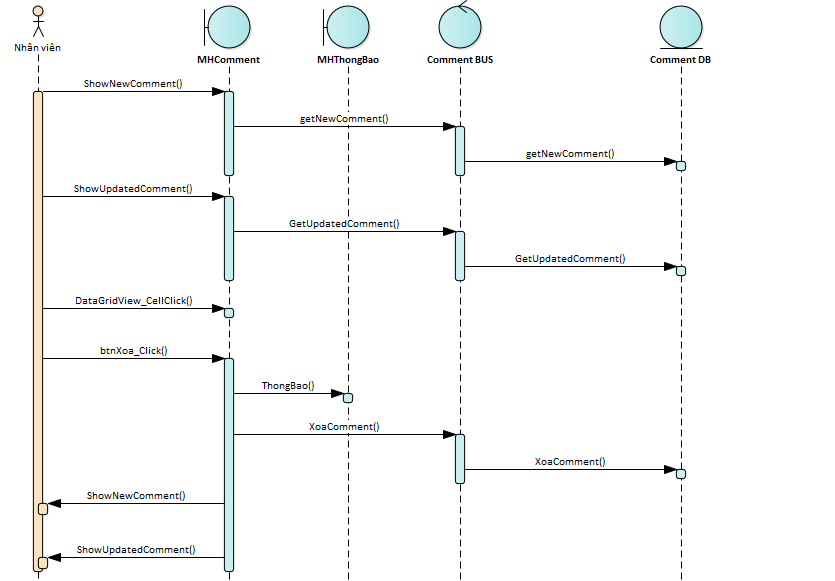 Nhân viên
MHComment
MHThongBao
Comment BUS
Comment DB
ShowNewComment()
getNewComment()
getNewComment()
ShowUpdatedComment()
GetUpdatedComment()
GetUpdatedComment()
DataGridView_CellClick()
btnXoa_Click()
ThongBao()
XoaComment()
XoaComment()
ShowNewComment()
ShowUpdatedComment()